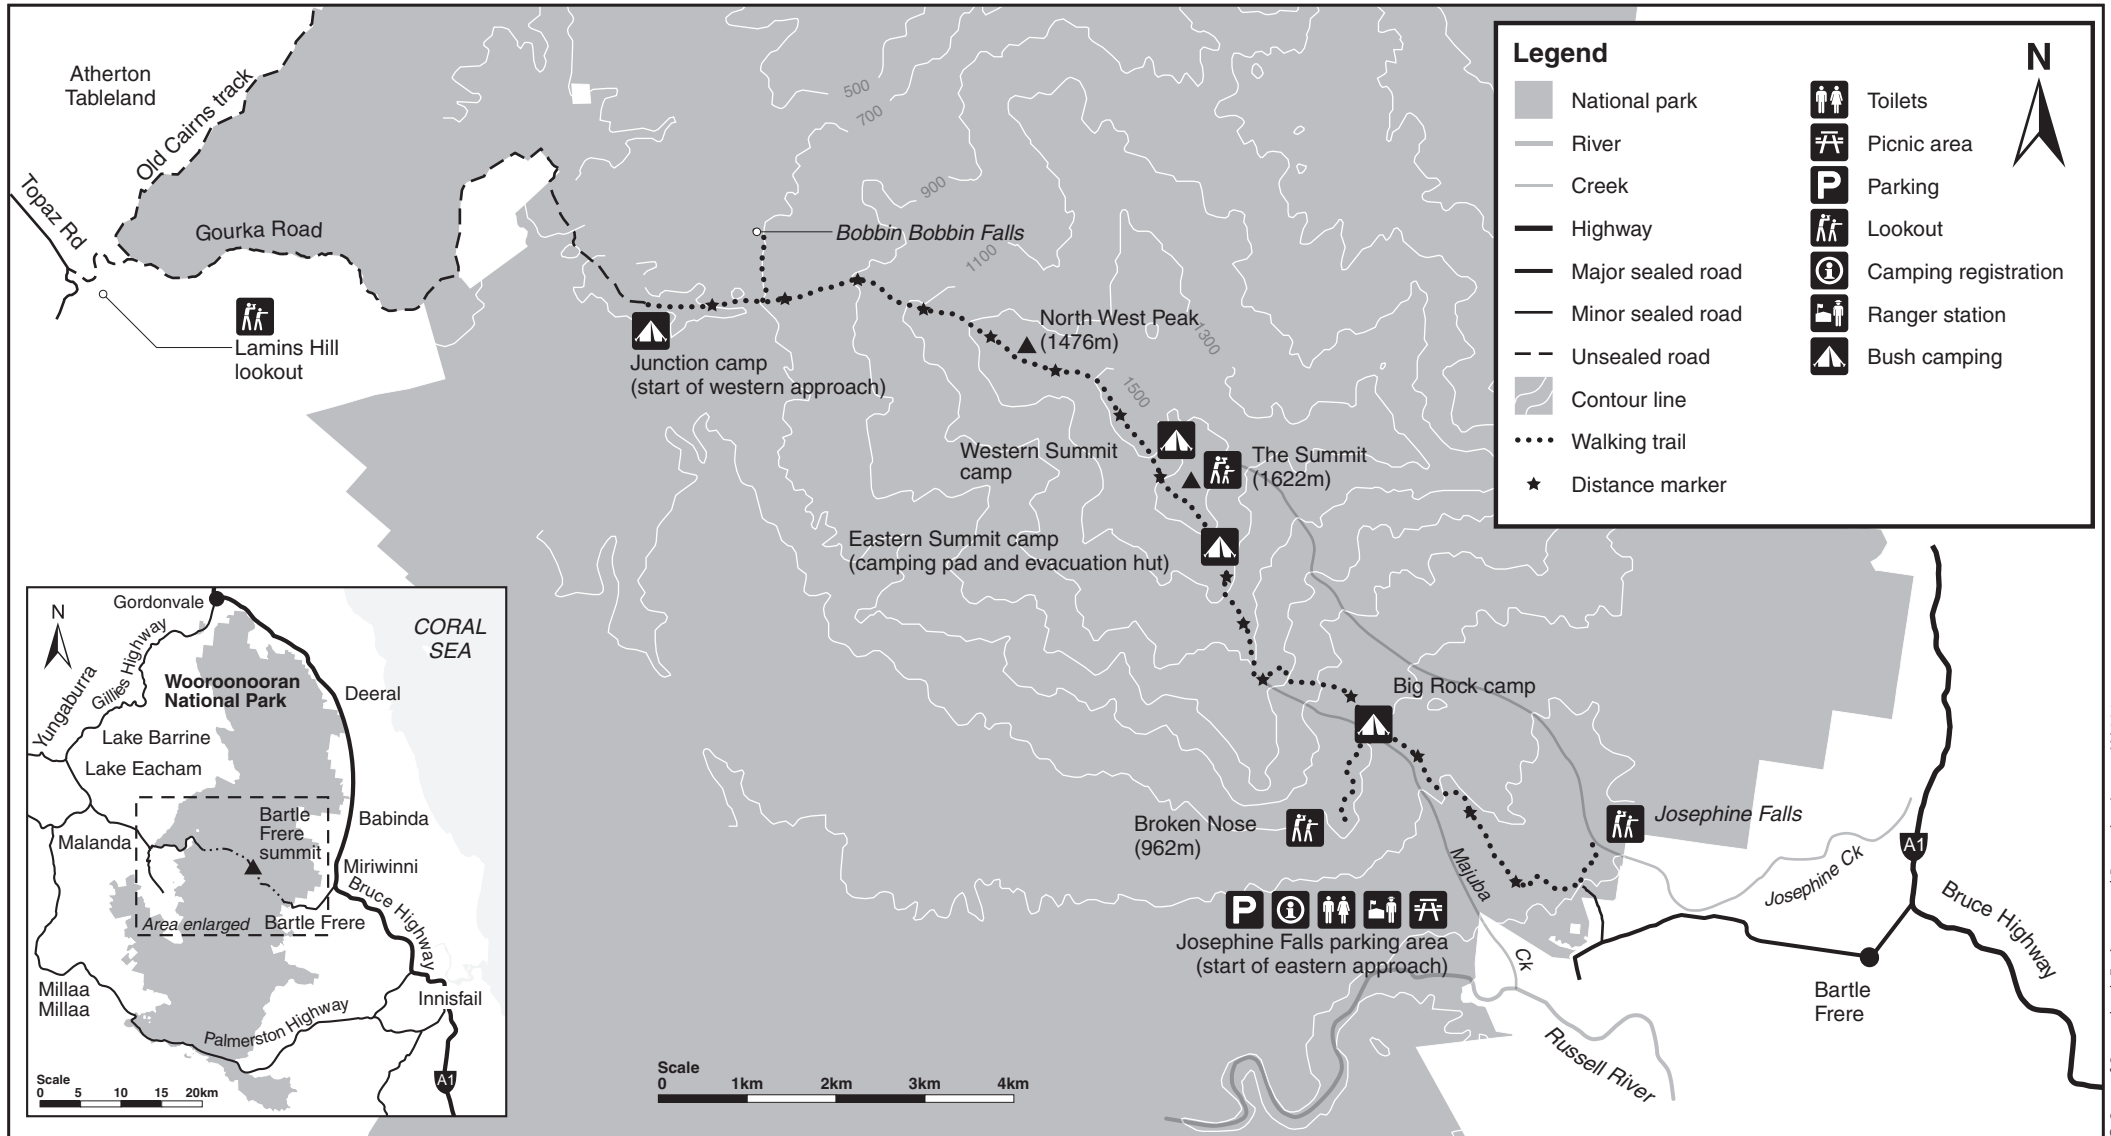 Atherton
Tableland
Old Cairns track
Topaz Rd
Gourka Road
Lamins Hill
lookout
500
700
900
1100
1300
1500
Bobbin Bobbin Falls
Junction camp
(start of western approach)
North West Peak
(1476m)
Western Summit
camp
The Summit
(1622m)
Eastern Summit camp
(camping pad and evacuation hut)
Big Rock camp
Broken Nose
(962m)
Josephine Falls
Majuba
Ck
Josephine Ck
P
Josephine Falls parking area
(start of eastern approach)
Russell River
Bartle
Frere
A1
Bruce Highway
Scale
0 1km 2km 3km 4km
Legend
N
National park
River
Creek
Highway
Major sealed road
Minor sealed road
Unsealed road
Contour line
Walking trail
Distance marker
Toilets
Picnic area
P Parking
Lookout
Camping registration
Ranger station
Bush camping
N
Gordonvale
CORAL
SEA
Gillies Highway
Yungaburra
Wooroonooran
National Park
Deeral
Lake Barrine
Lake Eacham
Bartle
Frere
summit
Babinda
Malanda
Miriwinni
Bruce Highway
Area enlarged
Bartle Frere
Millaa
Millaa
Innisfail
Palmerston Highway
A1
Scale
0 5 10 15 20km